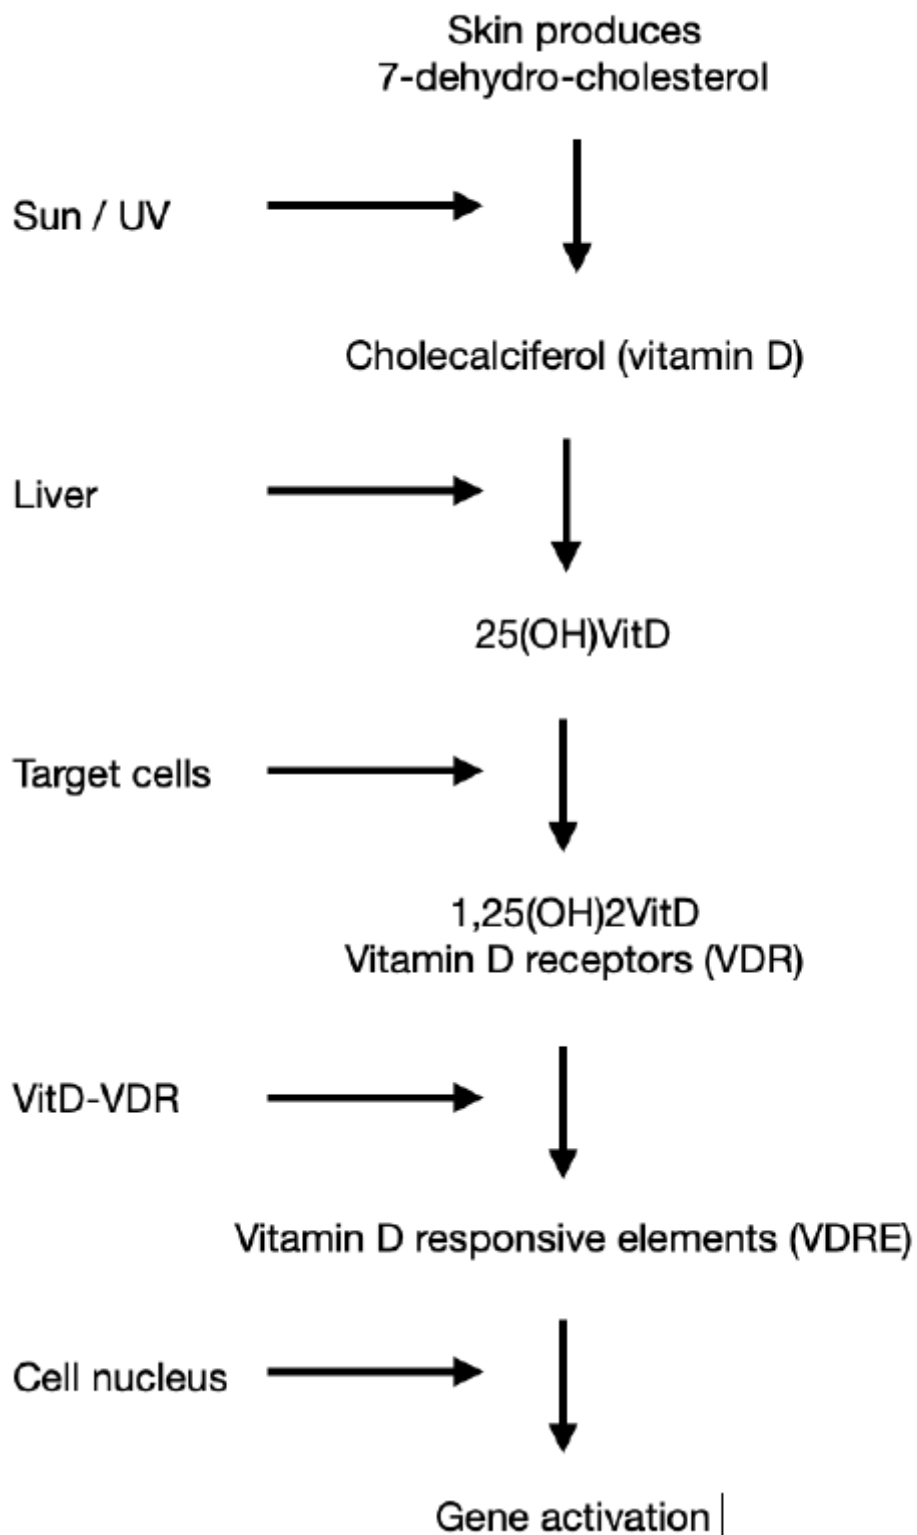 Skin produces
7-dehydro-cholesterol
Sun / UV
Cholecalciferol (vitamin D)
Liver
25(OH)VitD
Target cells
1,25(OH)2VitD
Vitamin D receptors (VDR)
VitD-VDR
Vitamin D responsive elements (VDRE)
Cell nucleus
Gene activation